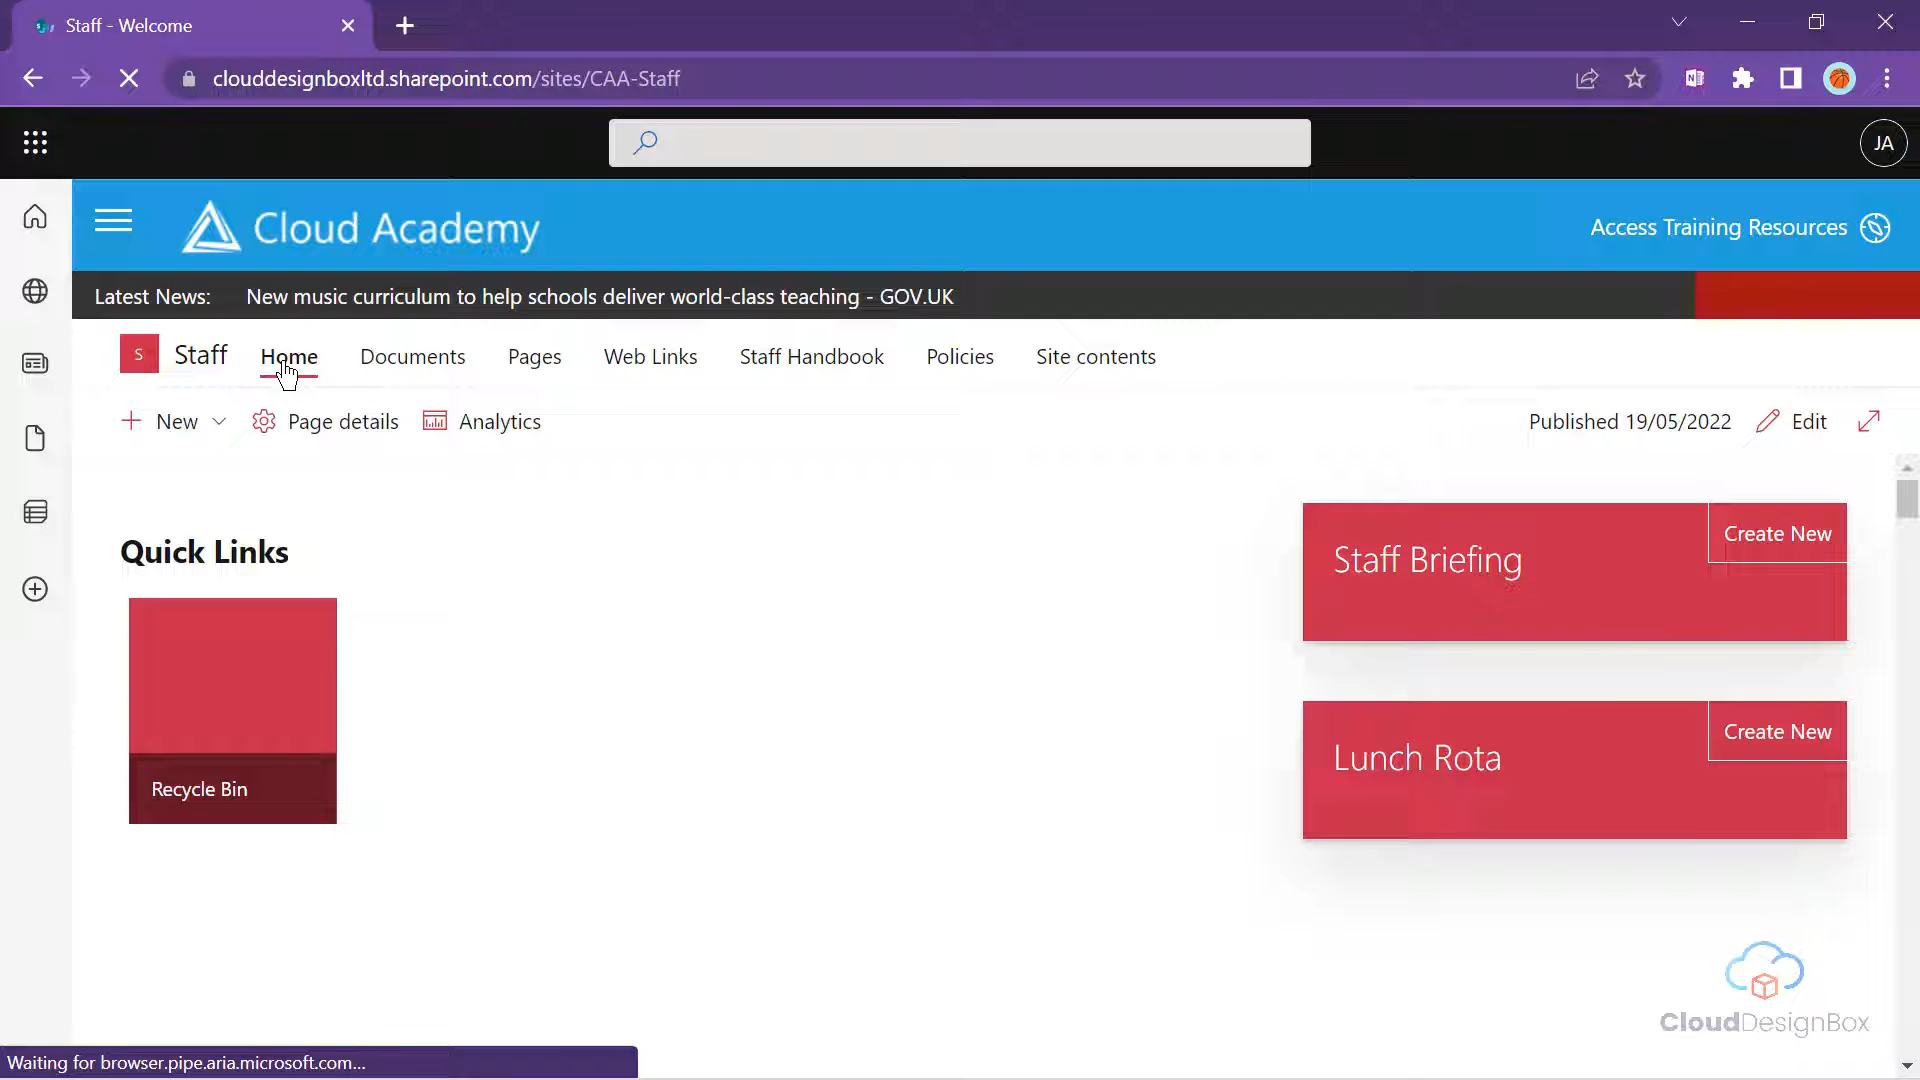 Staff - Welcome
clouddesignboxltd.sharepoint.com/sites/CAA-Staff
JA
Cloud Academy
Access Training Resources
Latest News: New music curriculum to help schools deliver world-class teaching - GOV.UK
S Staff Home Documents Pages Web Links Staff Handbook Policies Site contents
New Page details Analytics Published 19/05/2022 Edit
Quick Links
Recycle Bin
Staff Briefing Create New
Lunch Rota Create New
CloudDesignBox
Waiting for browser.pipe.aria.microsoft.com...